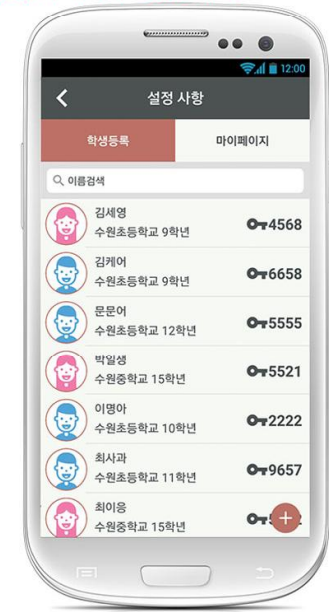 12:00
설정 사항
학생등록 마이페이지
이름검색
김세영
수원초등학교 9학년
4568
김케어
수원초등학교 9학년
6658
문문어
수원초등학교 12학년
5555
박일생
수원중학교 15학년
5521
이명아
수원초등학교 10학년
2222
최사과
수원초등학교 11학년
9657
최이응
수원중학교 15학년